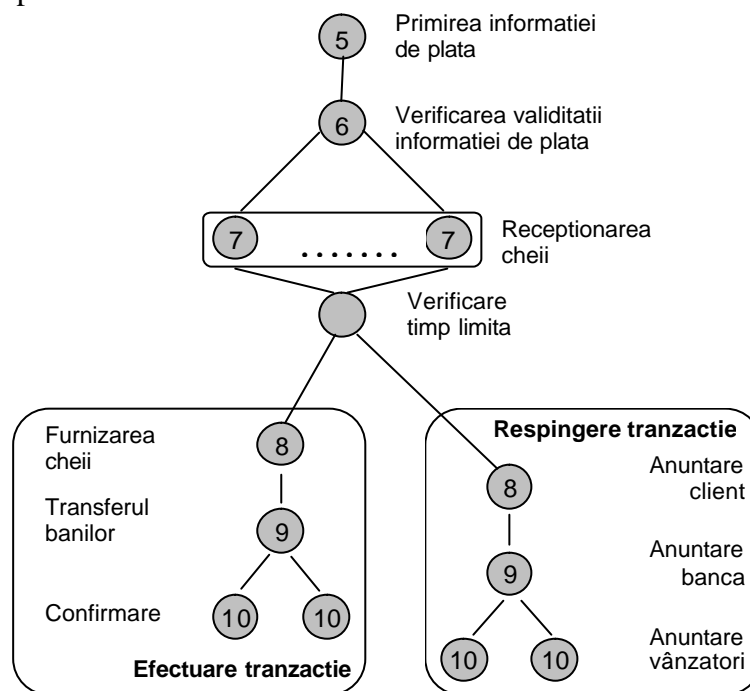 5
Primirea informatiei
de plata
6
Verificarea validitatii
informatiei de plata
7
.......
7
Receptionarea
cheii
Verificare
timp limita
Furnizarea
cheii
8
Transferul
banilor
9
Confirmare
10
10
Efectuare tranzactie
Respingere tranzactie
8
Anuntare
client
9
Anuntare
banca
10
10
Anuntare
vânzatori